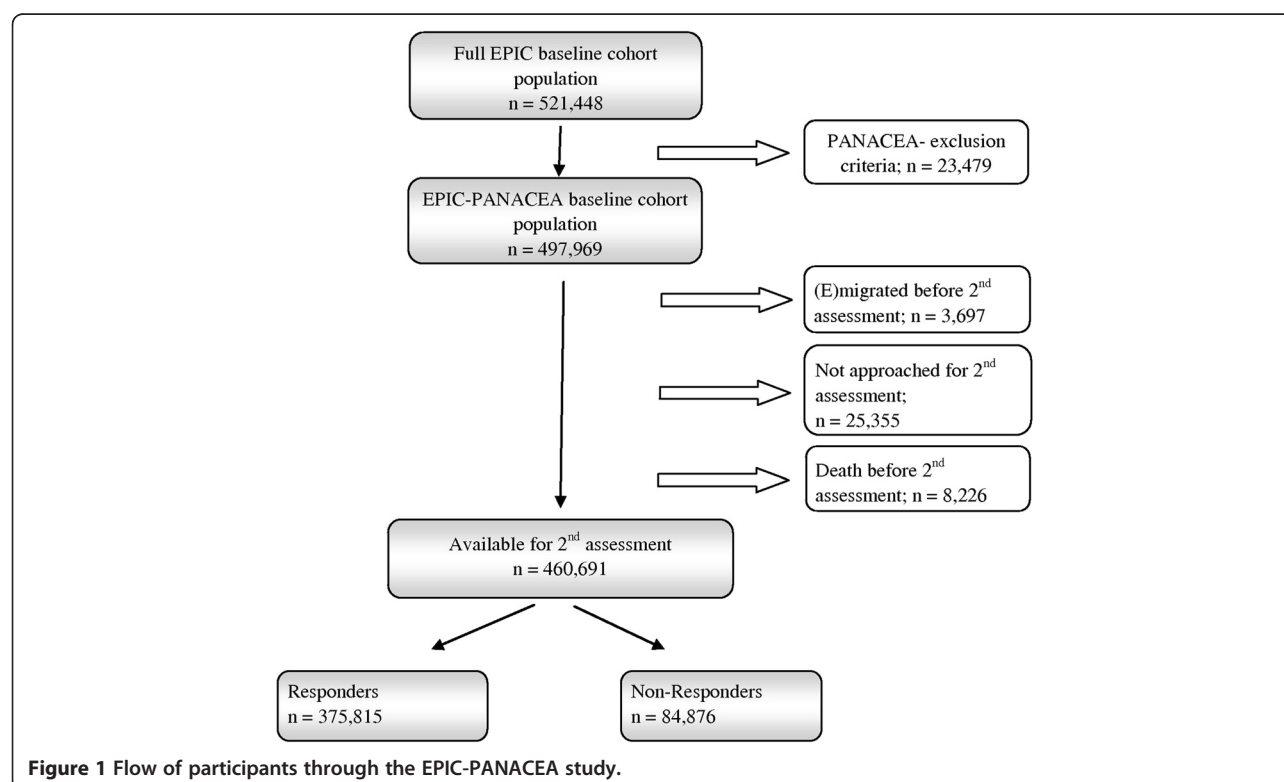 Full EPIC baseline cohort
population
n = 521,448
PANACEA- exclusion
criteria; n = 23,479
EPIC-PANACEA baseline cohort
population
n = 497,969
(E)migrated before 2nd
assessment; n = 3,697
Not approached for 2nd
assessment;
n = 25,355
Death before 2nd
assessment; n = 8,226
Available for 2nd assessment
n = 460,691
Responders
n = 375,815
Non-Responders
n = 84,876
Figure 1 Flow of participants through the EPIC-PANACEA study.